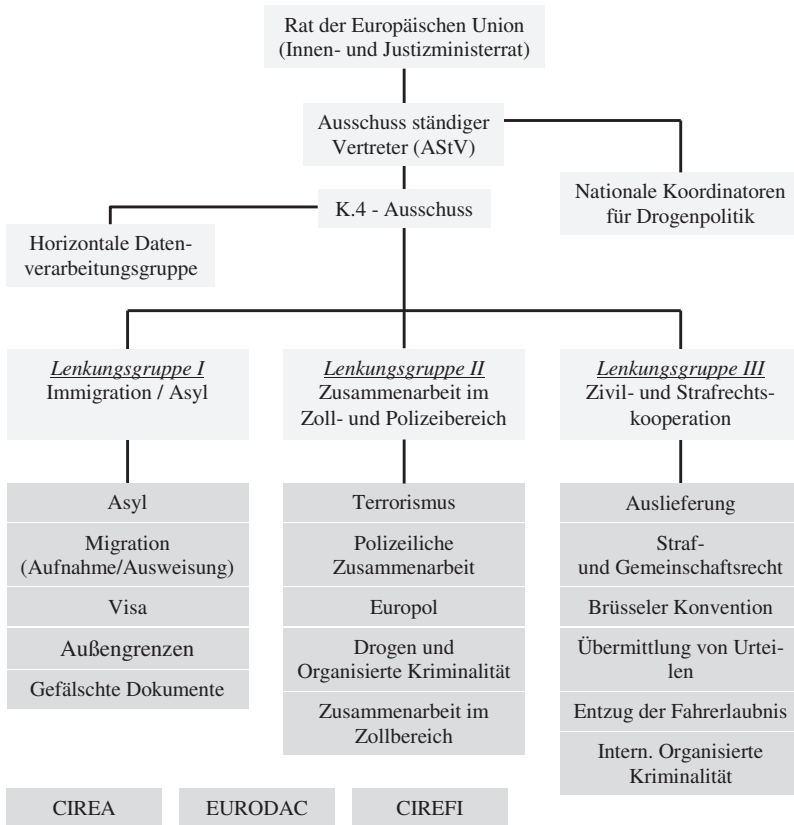 Rat der Europäischen Union
(Innen- und Justizministerrat)
Ausschuss ständiger
Vertreter (AStV)
Nationale Koordinatoren
für Drogenpolitik
K.4 - Ausschuss
Horizontale Daten-
verarbeitungsgruppe
Lenkungsgruppe I
Immigration / Asyl
Lenkungsgruppe II
Zusammenarbeit im
Zoll- und Polizeibereich
Lenkungsgruppe III
Zivil- und Strafrechts-
kooperation
Asyl
Migration
(Aufnahme/Ausweisung)
Visa
Außengrenzen
Gefälschte Dokumente
Terrorismus
Polizeiliche
Zusammenarbeit
Europol
Drogen und
Organisierte Kriminalität
Zusammenarbeit im
Zollbereich
Auslieferung
Straf-
und Gemeinschaftsrecht
Brüsseler Konvention
Übermittlung von Urtei-
len
Entzug der Fahrerlaubnis
Intern. Organisierte
Kriminalität
CIREA
EURODAC
CIREFI